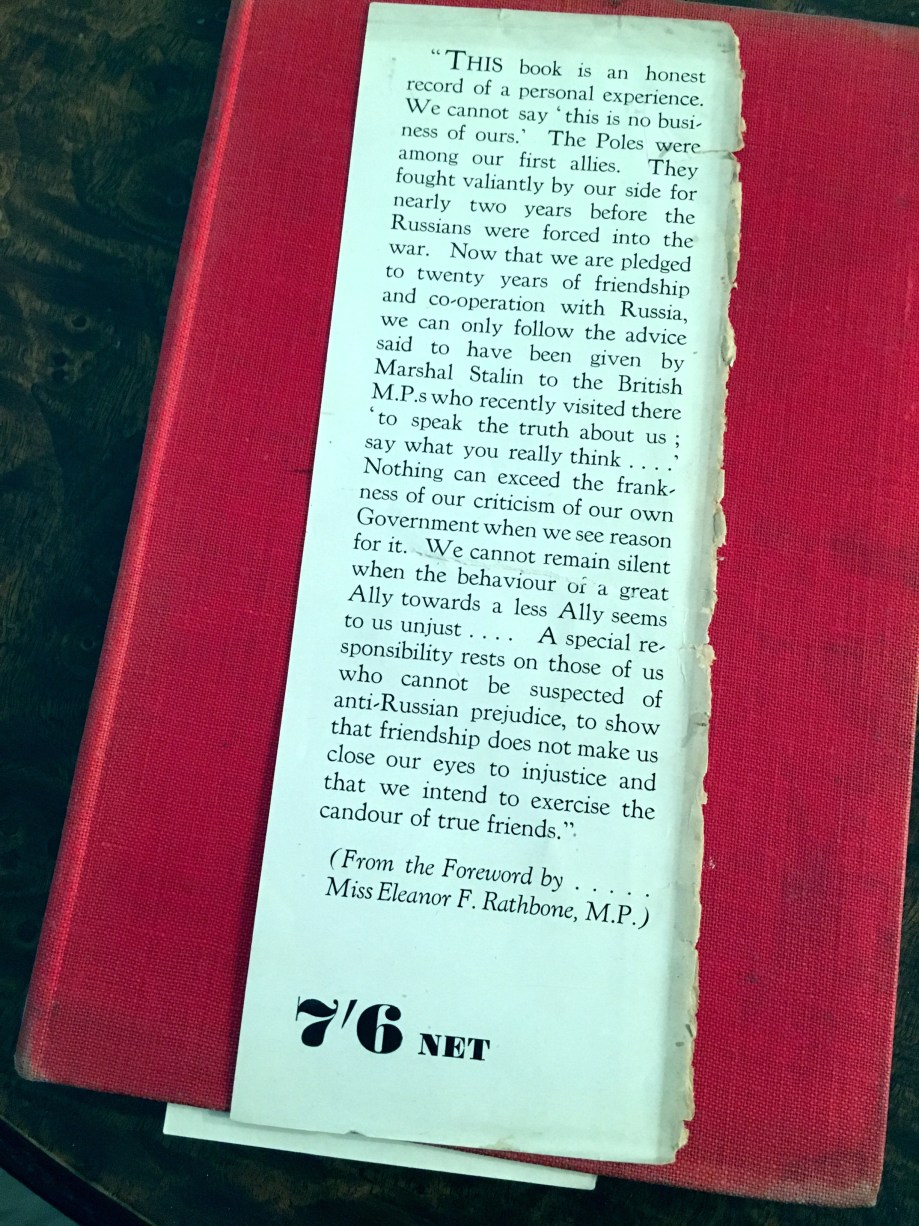 “THIS book is an honest
record of a personal experience.
We cannot say ‘this is no busi-
ness of ours.’ The Poles were
among our first allies. They
fought valiantly by our side for
nearly two years before the
Russians were forced into the
war. Now that we are pledged
to twenty years of friendship
and co-operation with Russia,
we can only follow the advice
said to have been given by
Marshal Stalin to the British
M.P.s who recently visited there
‘to speak the truth about us ;
say what you really think . . . .’
Nothing can exceed the frank-
ness of our criticism of our own
Government when we see reason
for it. We cannot remain silent
when the behaviour of a great
Ally towards a less Ally seems
to us unjust . . . . A special re-
sponsibility rests on those of us
who cannot be suspected of
anti-Russian prejudice, to show
that friendship does not make us
close our eyes to injustice and
that we intend to exercise the
candour of true friends.”
(From the Foreword by . . . . .
Miss Eleanor F. Rathbone, M.P.)
7/6 NET